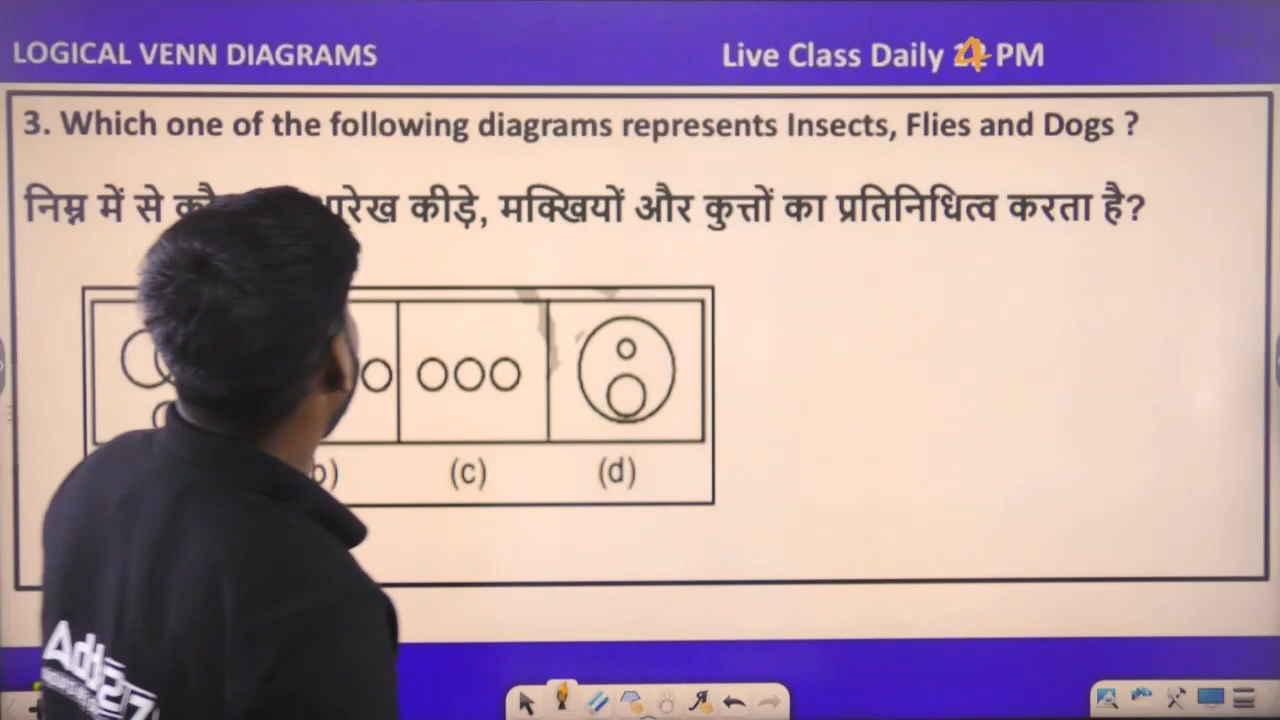 LOGICAL VENN DIAGRAMS
Live Class Daily 4 PM
3. Which one of the following diagrams represents Insects, Flies and Dogs ?
निम्न में से कीड़े, मक्खियों और कुत्तों का प्रतिनिधित्व करता है?
(c) (d)